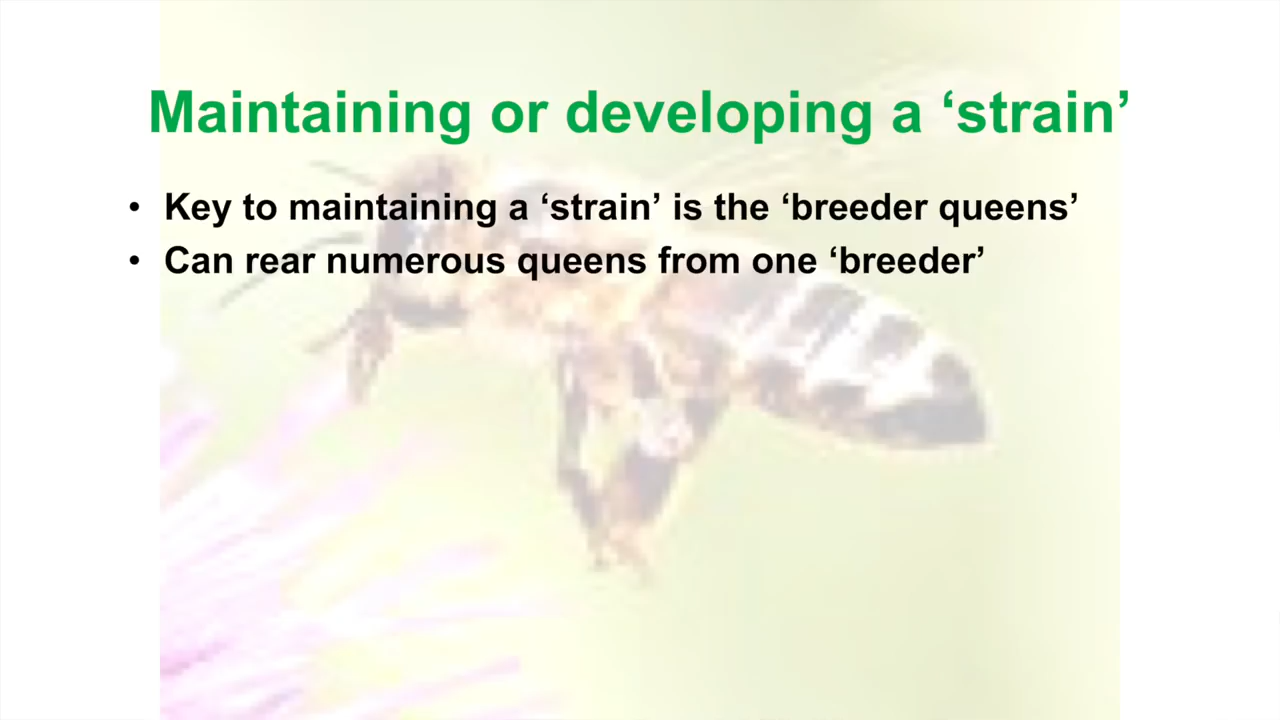 Maintaining or developing a ‘strain’
• Key to maintaining a ‘strain’ is the ‘breeder queens’
• Can rear numerous queens from one ‘breeder’